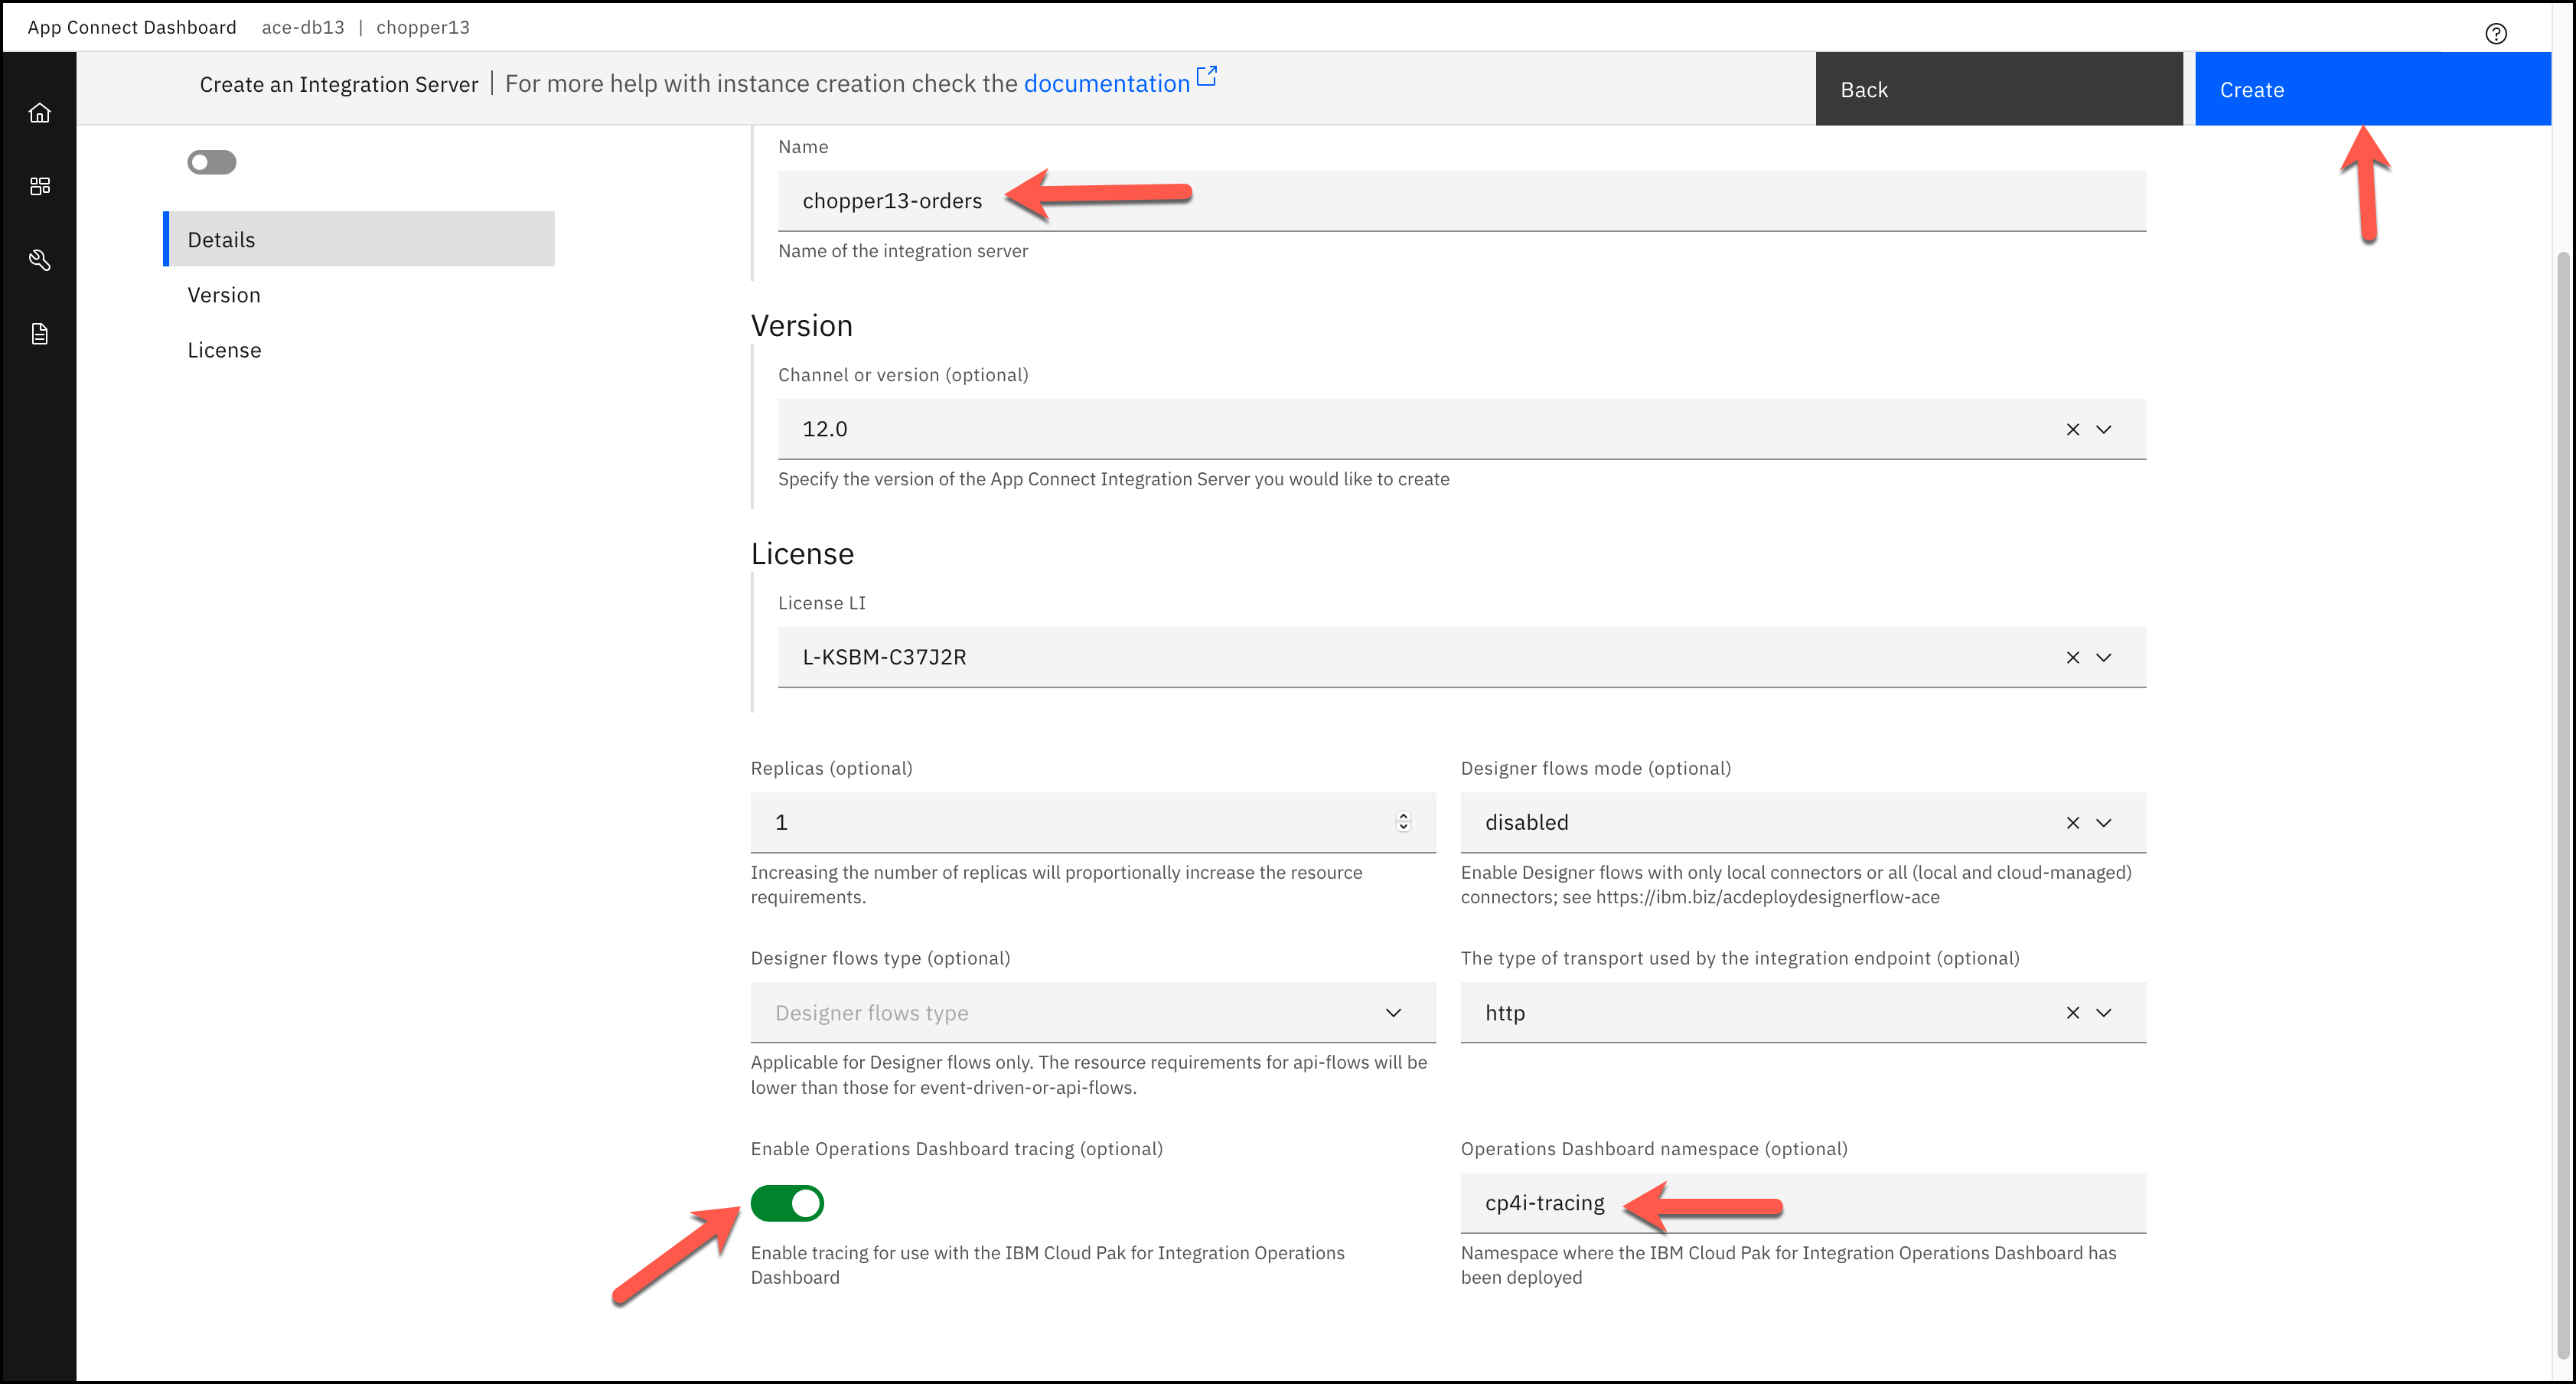 App Connect Dashboard ace-db13 | chopper13
Create an Integration Server | For more help with instance creation check the documentation
Back
Create
Details
Version
License
Name
chopper13-orders
Name of the integration server
Version
Channel or version (optional)
12.0
Specify the version of the App Connect Integration Server you would like to create
License
License LI
L-KSBM-C37J2R
Replicas (optional)
1
Increasing the number of replicas will proportionally increase the resource
requirements.
Designer flows mode (optional)
disabled
Enable Designer flows with only local connectors or all (local and cloud-managed)
connectors; see https://ibm.biz/acdeploydesignerflow-ace
Designer flows type (optional)
Designer flows type
Applicable for Designer flows only. The resource requirements for api-flows will be
lower than those for event-driven-or-api-flows.
The type of transport used by the integration endpoint (optional)
http
Enable Operations Dashboard tracing (optional)
Enable tracing for use with the IBM Cloud Pak for Integration Operations
Dashboard
Operations Dashboard namespace (optional)
cp4i-tracing
Namespace where the IBM Cloud Pak for Integration Operations Dashboard has
been deployed